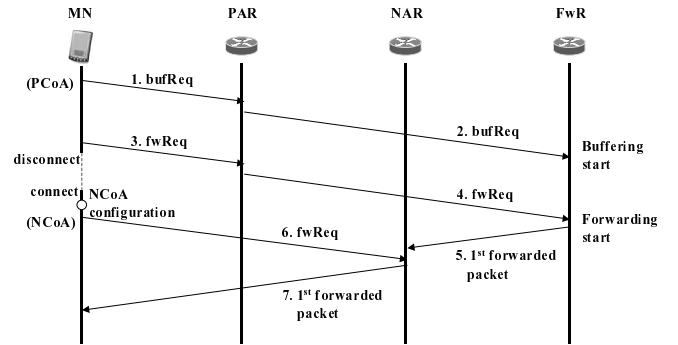 MN PAR NAR FwR
(PCoA)
1. bufReq
2. bufReq
3. fwReq
Buffering
start
disconnect
4. fwReq
connect
NCoA
configuration
(NCoA)
6. fwReq
Forwarding
start
5. 1st forwarded
packet
7. 1st forwarded
packet